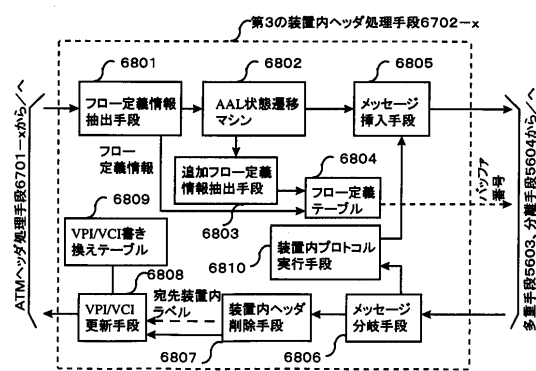 第3の装置内ヘッダ処理手段6702-x
6801
6802
6805
フロー定義情報
抽出手段
AAL状態遷移
マシン
メッセージ
挿入手段
フロー
定義情報
追加フロー定義
情報抽出手段
6803
6804
フロー定義
テーブル
バッファ
番号
6809
VPI/VCI書き
換えテーブル
6810
装置内プロトコル
実行手段
6808
VPI/VCI
更新手段
宛先装置内
ラベル
装置内ヘッダ
削除手段
6807
メッセージ
分岐手段
6806
ATMヘッダ処理手段6701-xから/へ
多重手段5603、分離手段5604から/へ